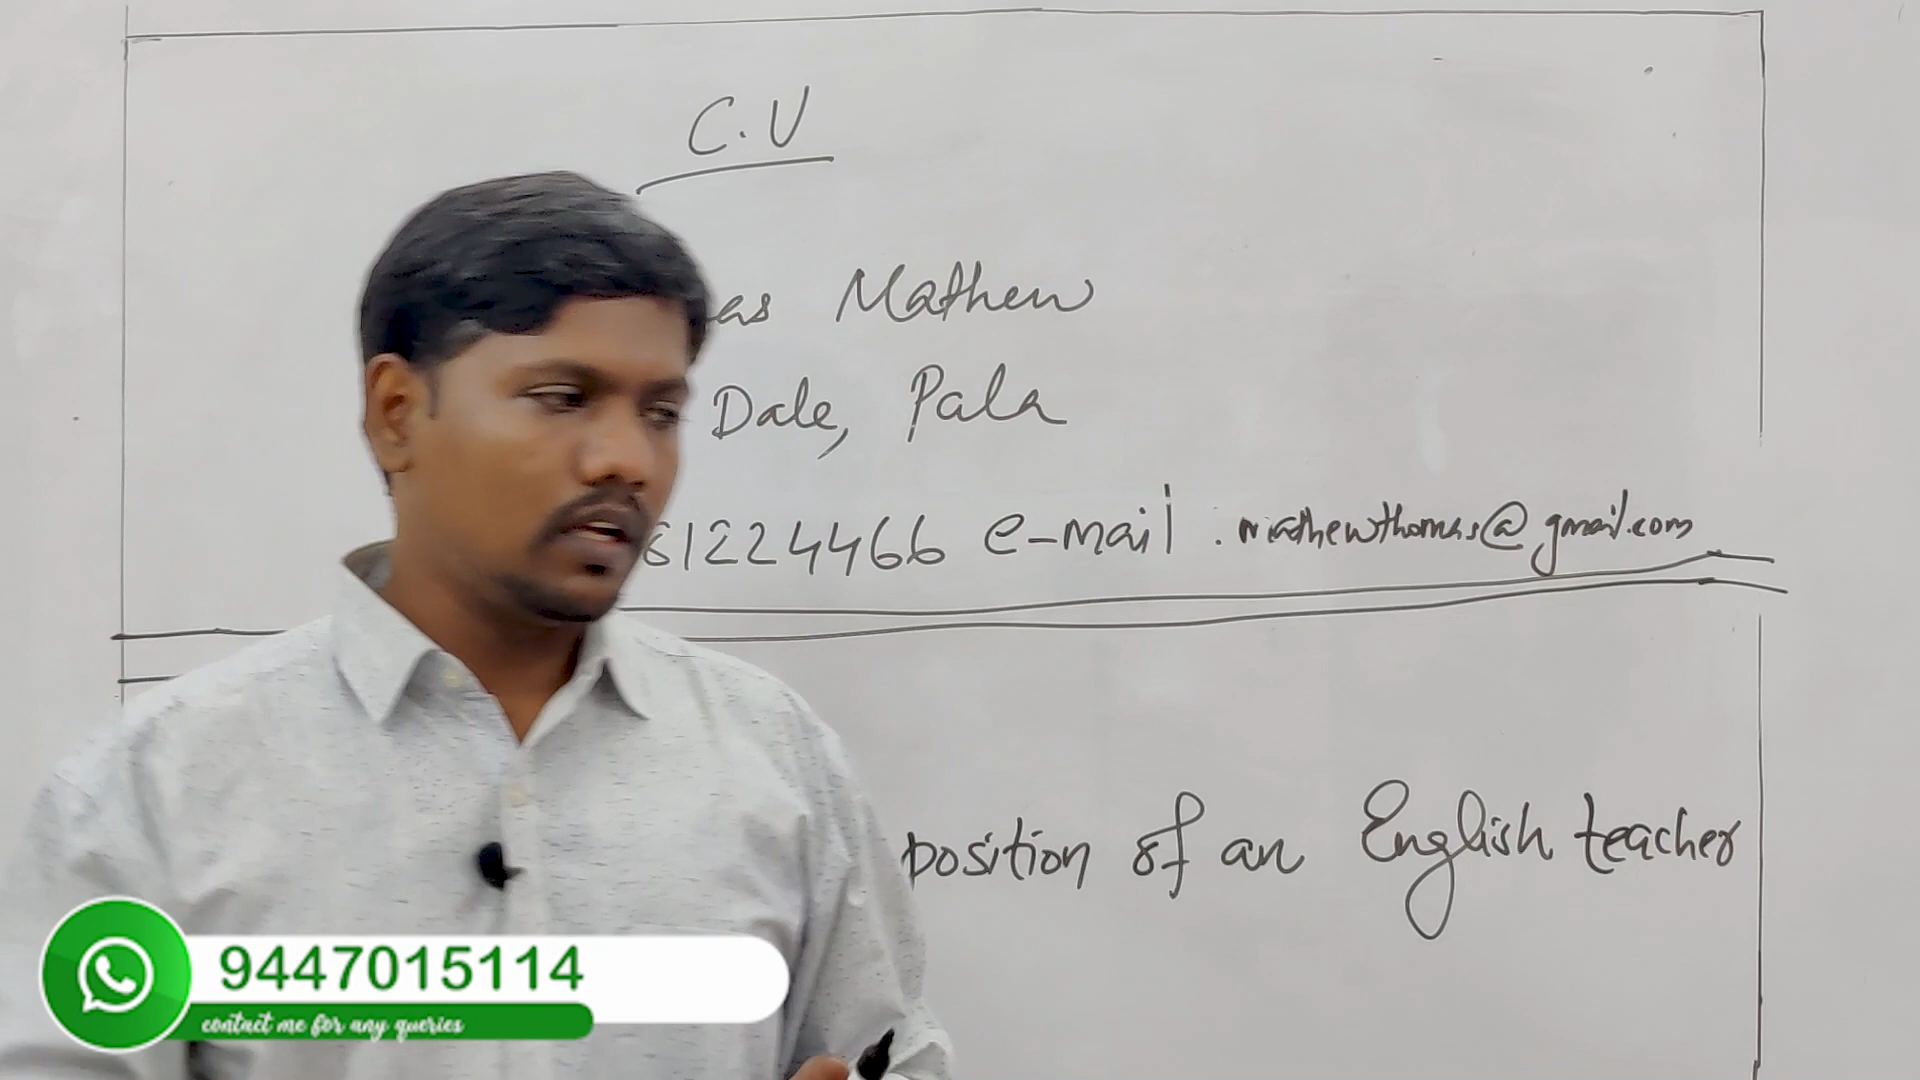 C.V
as Mathew
Dale, Pala
81224466 e-mail : mathewthomas@gmail.com
position of an English teacher
9447015114
contact me for any queries